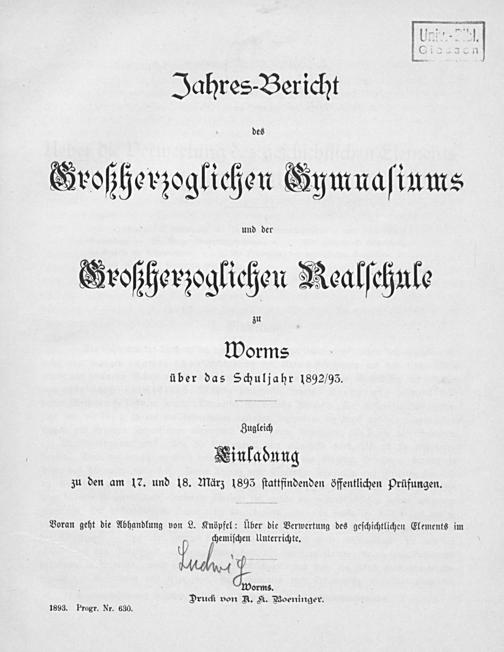 Univ.-Bibl.
Giessen
Jahres-Bericht
des
Großherzoglichen Gymnasiums
und der
Großherzoglichen Realschule
zu
Worms
über das Schuljahr 1892/93.
Zugleich
Einladung
zu den am 17. und 18. März 1893 stattfindenden öffentlichen Prüfungen.
Voran geht die Abhandlung von L. Knöpfel: Über die Verwertung des geschichtlichen Elements im
chemischen Unterrichte.
Ludwig
Worms.
Druck von A. K. Boeninger.
1893. Progr. Nr. 630.